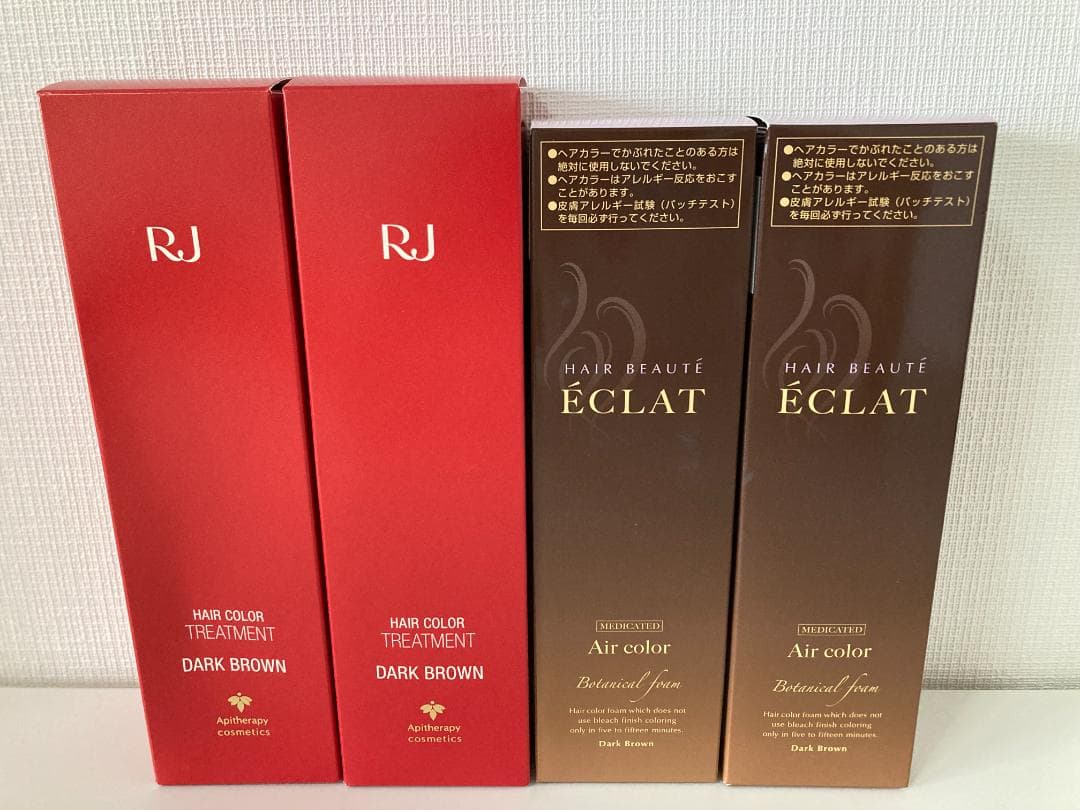 RJ
HAIR COLOR
TREATMENT
DARK BROWN
Apitherapy
cosmetics
RJ
HAIR COLOR
TREATMENT
DARK BROWN
Apitherapy
cosmetics
●ヘアカラーでかぶれたことのある方は
絶対に使用しないでください。
●ヘアカラーはアレルギー反応をおこす
ことがあります。
●皮膚アレルギー試験（パッチテスト）
を毎回必ず行ってください。
HAIR BEAUTÉ
ÉCLAT
MEDICATED
Air color
Botanical foam
Hair color foam which does not
use bleach finish coloring
only in five to fifteen minutes.
Dark Brown
●ヘアカラーでかぶれたことのある方は
絶対に使用しないでください。
●ヘアカラーはアレルギー反応をおこす
ことがあります。
●皮膚アレルギー試験（パッチテスト）
を毎回必ず行ってください。
HAIR BEAUTÉ
ÉCLAT
MEDICATED
Air color
Botanical foam
Hair color foam which does not
use bleach finish coloring
only in five to fifteen minutes.
Dark Brown